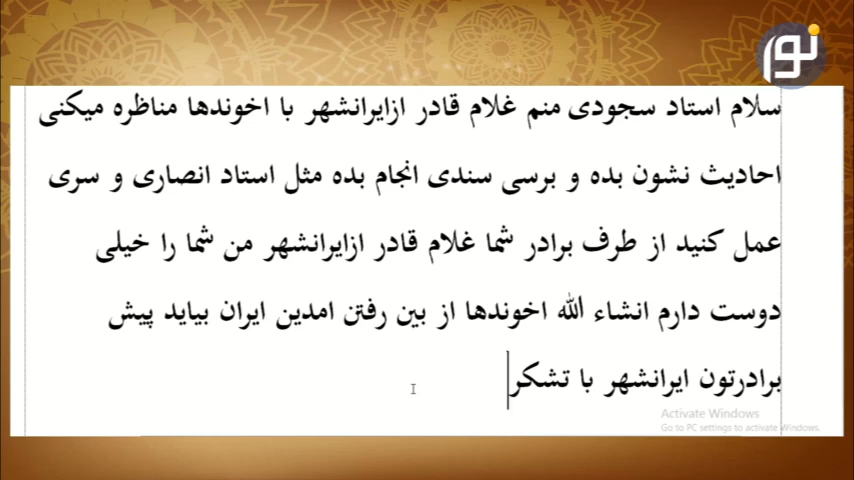 نور
سلام استاد سجودی منم غلام قادر ازایرانشهر با اخوندها مناظره میکنی
احادیث نشون بده و برسی سندی انجام بده مثل استاد انصاری و سری
عمل کنید از طرف برادر شما غلام قادر ازایرانشهر من شما را خیلی
دوست دارم انشاء الله اخوندها از بین رفتن امدین ایران بیاید پیش
برادرتون ایرانشهر با تشکر
Activate Windows
Go to PC settings to activate Windows.